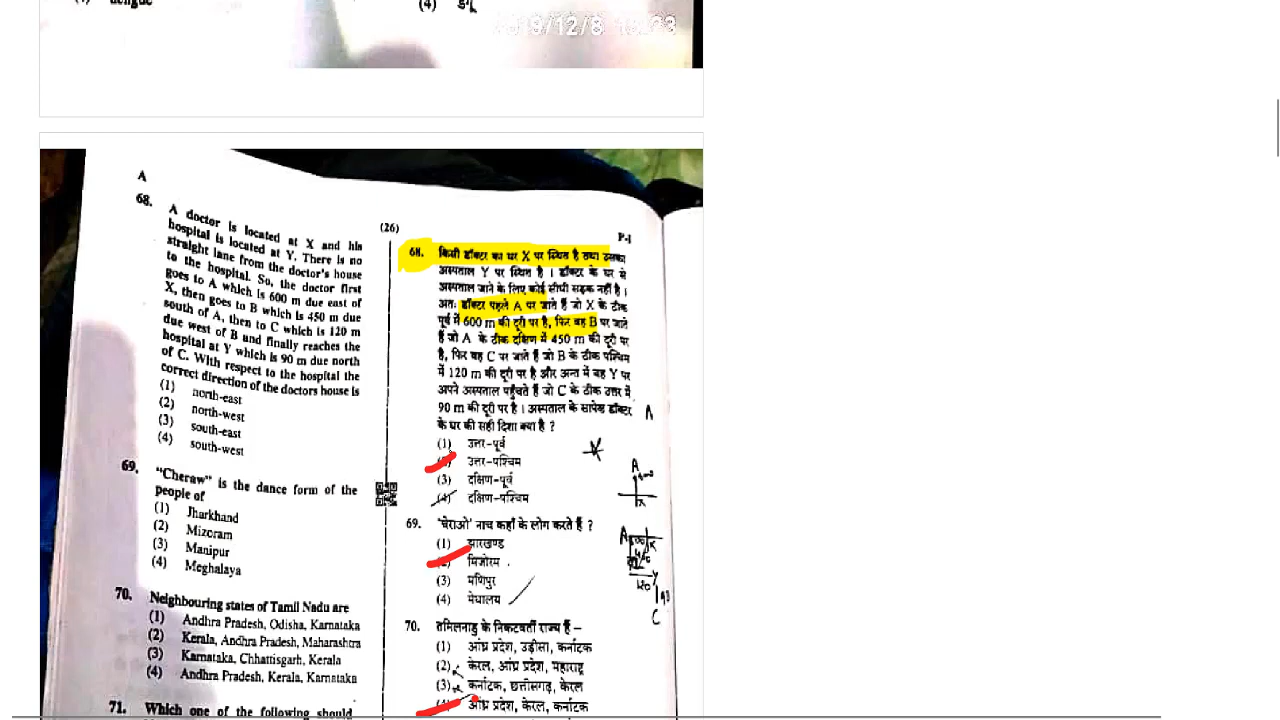 (4) डेंगू
2019/12/8
A
(26)
P-I
68. A doctor is located at X and his
hospital is located at Y. There is no
straight lane from the doctor's house
to the hospital. So, the doctor first
goes to A which is 600 m due east of
X, then goes to B which is 450 m due
south of A, then to C which is 120 m
due west of B and finally reaches the
hospital at Y which is 90 m due north
of C. With respect to the hospital the
correct direction of the doctors house is
(1) north-east
(2) north-west
(3) south-east
(4) south-west
69. "Cheraw" is the dance form of the
people of
(1) Jharkhand
(2) Mizoram
(3) Manipur
(4) Meghalaya
70. Neighbouring states of Tamil Nadu are
(1) Andhra Pradesh, Odisha, Karnataka
(2) Kerala, Andhra Pradesh, Maharashtra
(3) Karnataka, Chhattisgarh, Kerala
(4) Andhra Pradesh, Kerala, Karnataka
71. Which one of the following should
68. किसी डॉक्टर का घर X पर स्थित है तथा उसका
अस्पताल Y पर स्थित है । डॉक्टर के घर से
अस्पताल जाने के लिए कोई सीधी सड़क नहीं है ।
अतः डॉक्टर पहले A पर जाते हैं जो X के ठीक
पूर्व में 600 m की दूरी पर है, फिर वह B पर जाते
हैं जो A के ठीक दक्षिण में 450 m की दूरी पर
है, फिर वह C पर जाते हैं जो B के ठीक पश्चिम
में 120 m की दूरी पर है और अन्त में वह Y पर
अपने अस्पताल पहुँचते हैं जो C के ठीक उत्तर में
90 m की दूरी पर है । अस्पताल के सापेक्ष डॉक्टर
के घर की सही दिशा क्या है ?
(1) उत्तर-पूर्व
उत्तर-पश्चिम
(3) दक्षिण-पूर्व
(4) दक्षिण-पश्चिम
69. 'चेराओ' नाच कहाँ के लोग करते हैं ?
(1) झारखण्ड
मिजोरम
(3) मणिपुर
(4) मेघालय
70. तमिलनाडु के निकटवर्ती राज्य हैं –
(1) आंध्र प्रदेश, उड़ीसा, कर्नाटक
(2) केरल, आंध्र प्रदेश, महाराष्ट्र
(3) कर्नाटक, छत्तीसगढ़, केरल
आंध्र प्रदेश, केरल, कर्नाटक
A
A
A
C